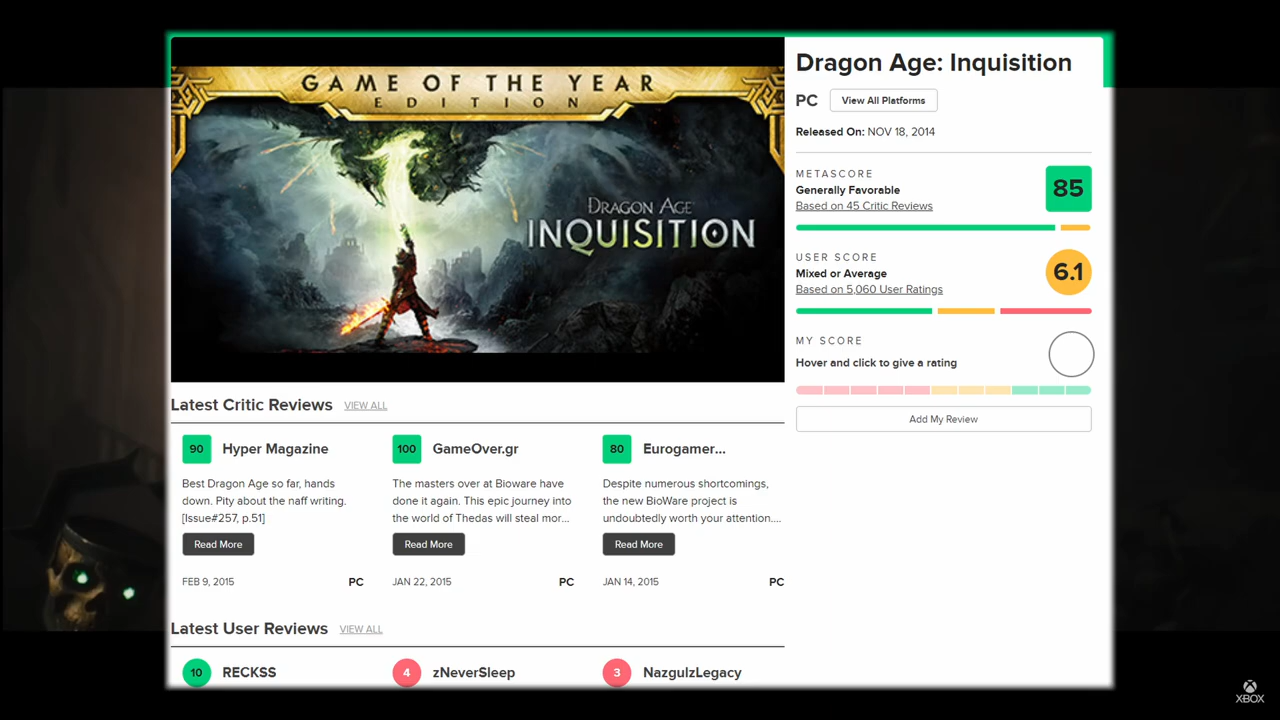 GAME OF THE YEAR
EDITION
DRAGON AGE
INQUISITION
Dragon Age: Inquisition
PC View All Platforms
Released On: NOV 18, 2014
METASCORE
Generally Favorable
Based on 45 Critic Reviews
85
USER SCORE
Mixed or Average
Based on 5,060 User Ratings
6.1
MY SCORE
Hover and click to give a rating
Add My Review
Latest Critic Reviews VIEW ALL
90 Hyper Magazine
Best Dragon Age so far, hands
down. Pity about the naff writing.
[Issue#257, p.51]
Read More
FEB 9, 2015 PC
100 GameOver.gr
The masters over at Bioware have
done it again. This epic journey into
the world of Thedas will steal mor...
Read More
JAN 22, 2015 PC
80 Eurogamer...
Despite numerous shortcomings,
the new BioWare project is
undoubtedly worth your attention....
Read More
JAN 14, 2015 PC
Latest User Reviews VIEW ALL
10 RECKSS
4 zNeverSleep
3 NazgulzLegacy
XBOX